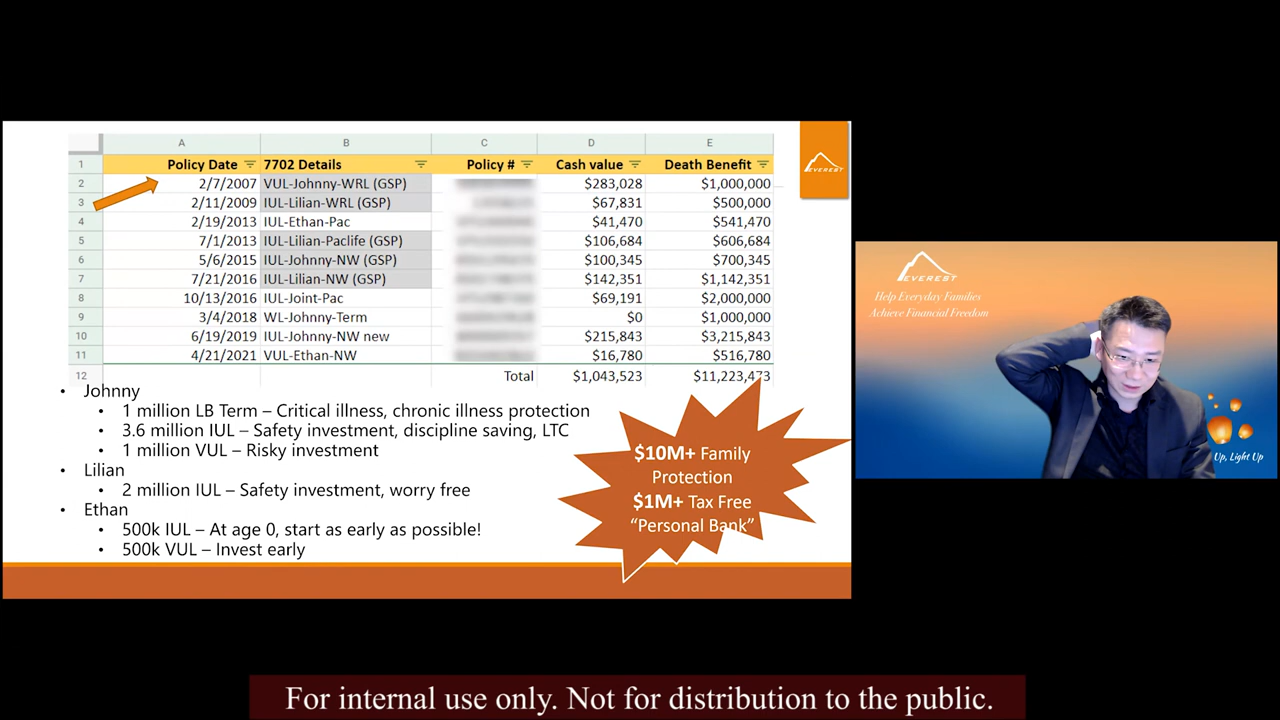 A B C D E
1 Policy Date 7702 Details Policy # Cash value Death Benefit
2 2/7/2007 VUL-Johnny-WRL (GSP) $283,028 $1,000,000
3 2/11/2009 IUL-Lilian-WRL (GSP) $67,831 $500,000
4 2/19/2013 IUL-Ethan-Pac $41,470 $541,470
5 7/1/2013 IUL-Lilian-Paclife (GSP) $106,684 $606,684
6 5/6/2015 IUL-Johnny-NW (GSP) $100,345 $700,345
7 7/21/2016 IUL-Lilian-NW (GSP) $142,351 $1,142,351
8 10/13/2016 IUL-Joint-Pac $69,191 $2,000,000
9 3/4/2018 WL-Johnny-Term $0 $1,000,000
10 6/19/2019 IUL-Johnny-NW new $215,843 $3,215,843
11 4/21/2021 VUL-Ethan-NW $16,780 $516,780
12 Total $1,043,523 $11,223,473
• Johnny
• 1 million LB Term – Critical illness, chronic illness protection
• 3.6 million IUL – Safety investment, discipline saving, LTC
• 1 million VUL – Risky investment
• Lilian
• 2 million IUL – Safety investment, worry free
• Ethan
• 500k IUL – At age 0, start as early as possible!
• 500k VUL – Invest early
$10M+ Family
Protection
$1M+ Tax Free
“Personal Bank”
EVEREST
EVEREST
Help Everyday Families
Achieve Financial Freedom
Up, Light Up
For internal use only. Not for distribution to the public.